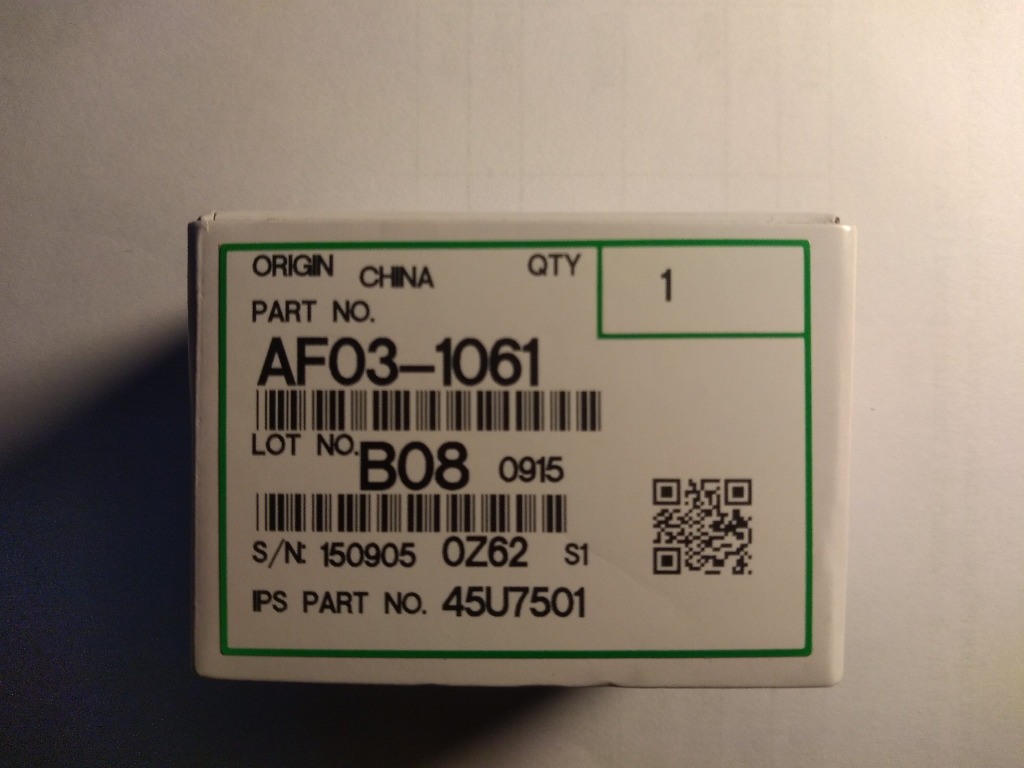 ORIGIN CHINA QTY 1
PART NO.
AF03-1061
LOT NO. B08 0915
S/N: 150905 0Z62 S1
IPS PART NO. 45U7501